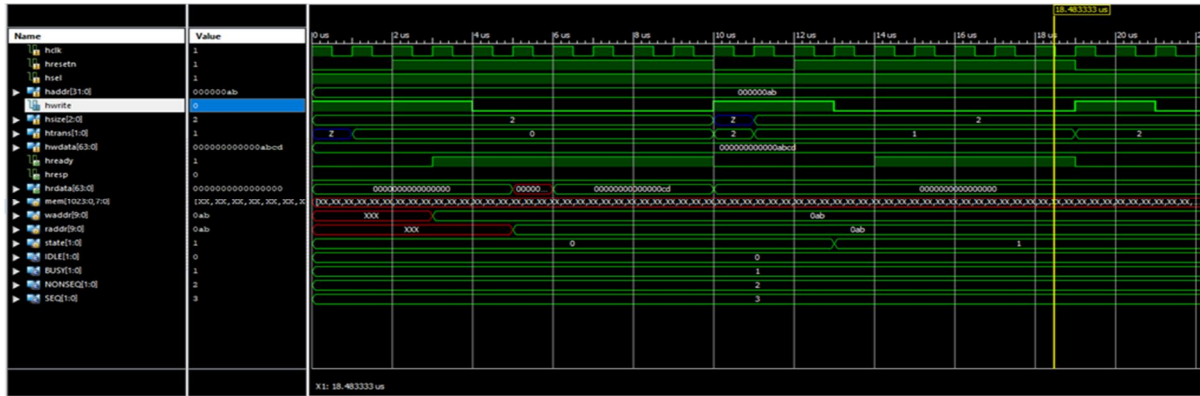 18.483333 us
Name Value 0 us 2 us 4 us 6 us 8 us 10 us 12 us 14 us 16 us 18 us 20 us
hclk 1
hresetn 1
hsel 1
haddr[31:0] 000000ab 000000ab
hwrite 0
hsize[2:0] 2 2 Z 2
htrans[1:0] 1 Z 0 2 1 2
hwdata[63:0] 000000000000abcd 000000000000abcd
hready 1
hresp 0
hrdata[63:0] 0000000000000000 0000000000000000 00000... 00000000000000cd 0000000000000000
mem[1023:0,7:0]
waddr[9:0] 0ab XXX 0ab
raddr[9:0] 0ab XXX 0ab
state[1:0] 1 0 1
IDLE[1:0] 0 0
BUSY[1:0] 1 1
NONSEQ[1:0] 2 2
SEQ[1:0] 3 3
X1: 18.483333 us